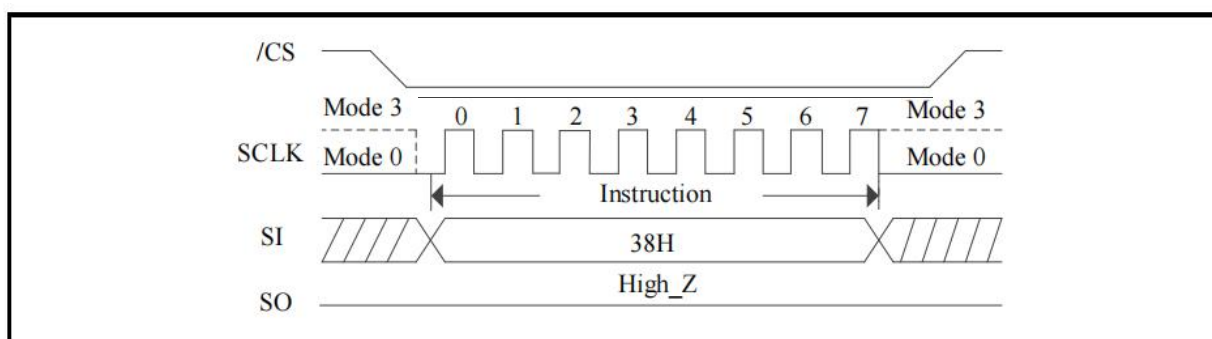 /CS
Mode 3 0 1 2 3 4 5 6 7 Mode 3
SCLK Mode 0 Mode 0
Instruction
SI 38H
High_Z
SO